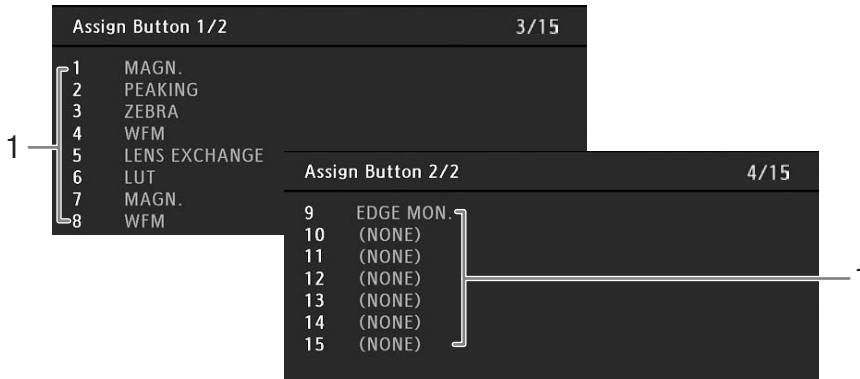 Assign Button 1/2 3/15
1 MAGN.
2 PEAKING
3 ZEBRA
4 WFM
5 LENS EXCHANGE
6 LUT
7 MAGN.
8 WFM
1
Assign Button 2/2 4/15
9 EDGE MON.
10 (NONE)
11 (NONE)
12 (NONE)
13 (NONE)
14 (NONE)
15 (NONE)